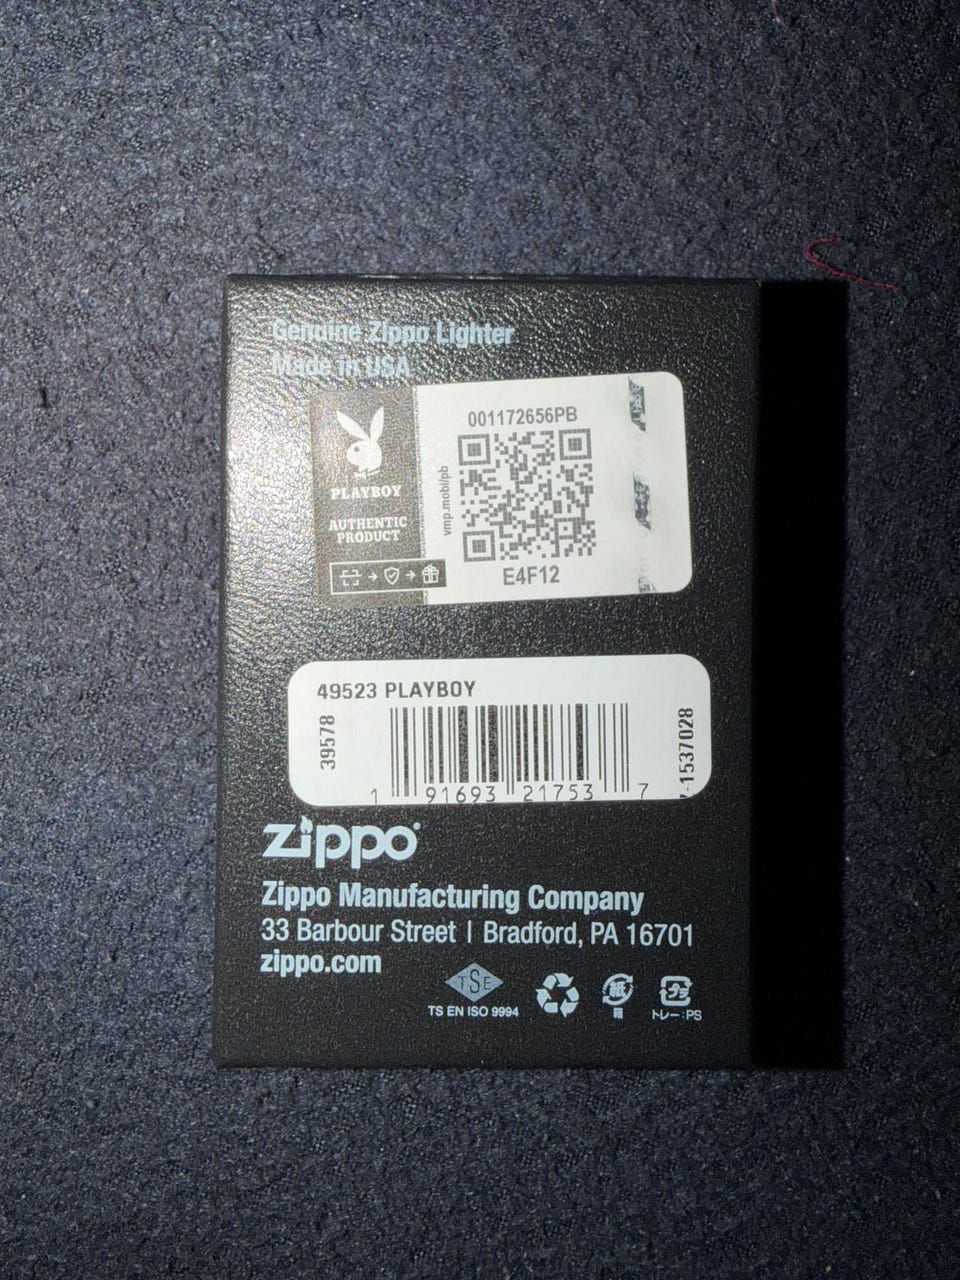 Genuine Zippo Lighter
Made in USA
PLAYBOY
AUTHENTIC
PRODUCT
vmp.mobi/pb
001172656PB
E4F12
49523 PLAYBOY
39578
1 91693 21753 7
-1537028
zippo
Zippo Manufacturing Company
33 Barbour Street | Bradford, PA 16701
zippo.com
TSE
TS EN ISO 9994
紙
箱
プラ
トレー:PS